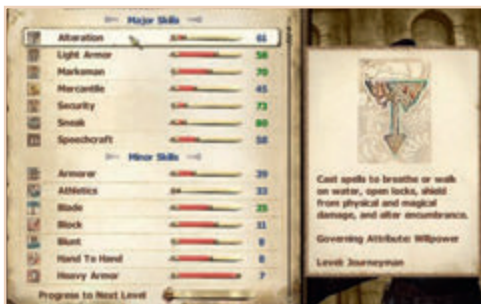 Major Skills
Alteration 61
Light Armor 56
Marksman 70
Mercantile 45
Security 73
Sneak 80
Speechcraft 58
Minor Skills
Armorer 39
Athletics 33
Blade 25
Block 11
Blunt 8
Hand To Hand 8
Heavy Armor 7
Progress to Next Level
Cast spells to breathe or walk
on water, open locks, shield
from physical and magical
damage, and alter encumbrance.
Governing Attribute: Willpower
Level: Journeyman